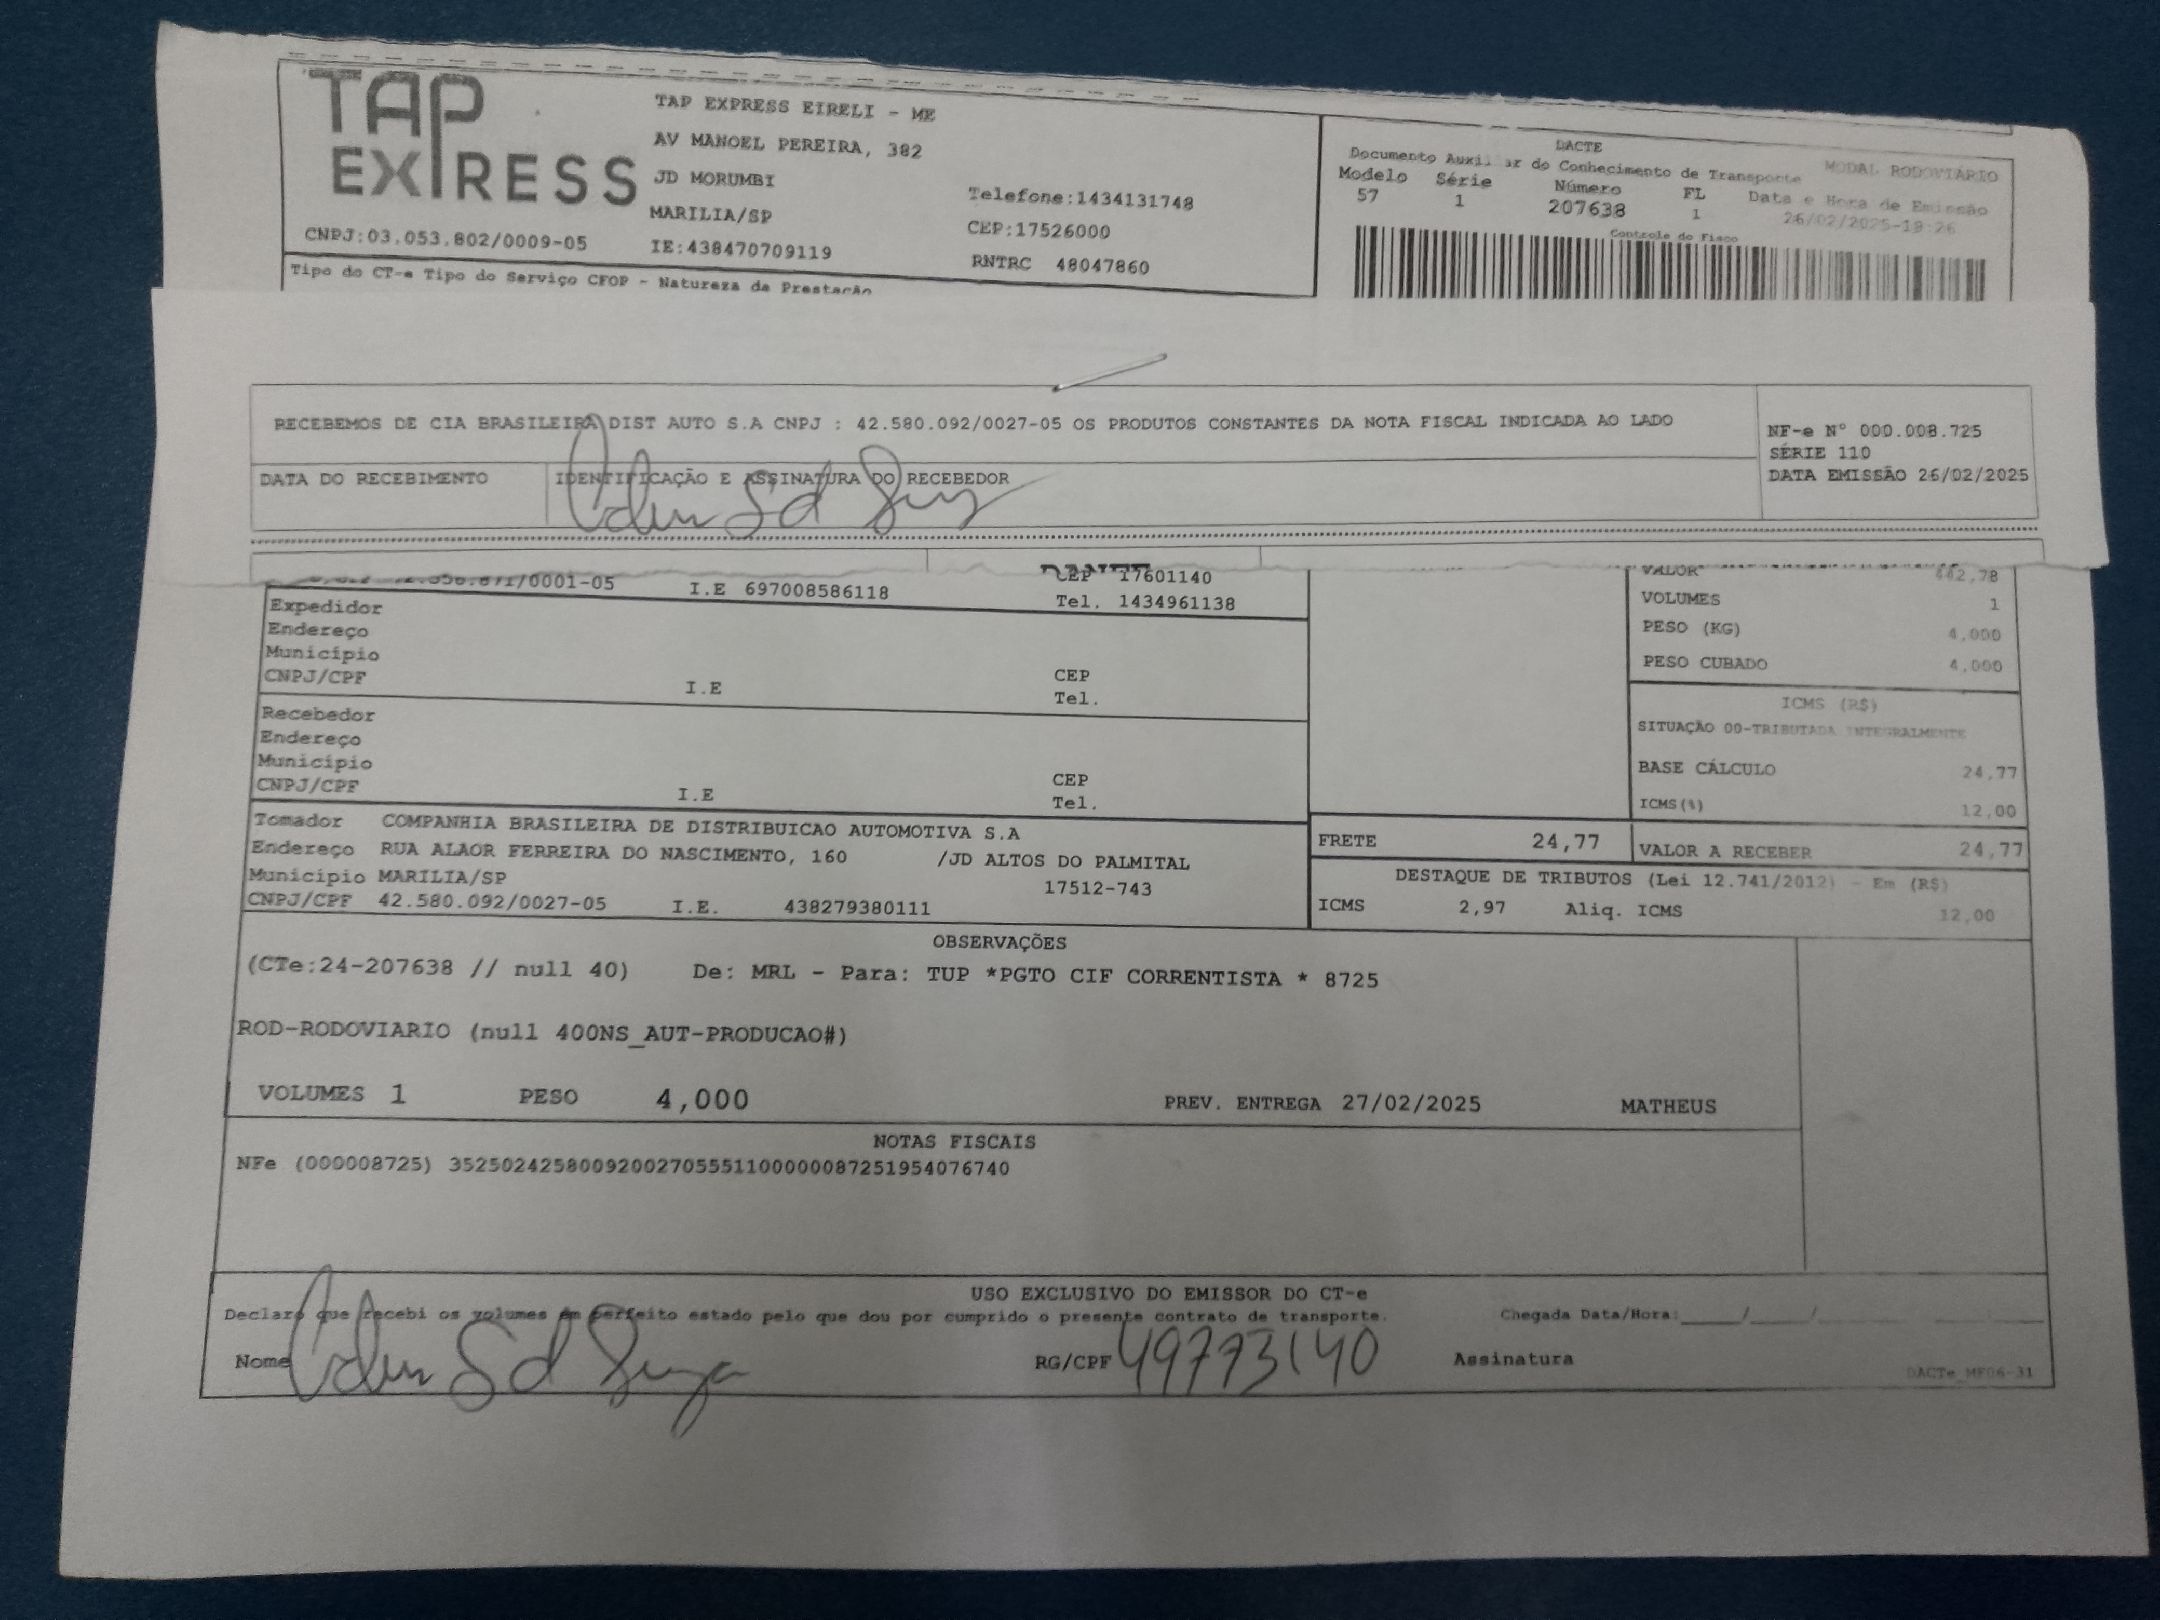 TAP
EXPRESS
TAP EXPRESS EIRELI - ME
AV MANOEL PEREIRA, 382
JD MORUMBI
MARILIA/SP
Telefone:1434131748
CEP:17526000
CNPJ:03.053.802/0009-05
IE:438470709119
RNTRC 48047860
DACTE
Documento Auxiliar do Conhecimento de Transporte
MODAL RODOVIÁRIO
Modelo Série Número FL Data e Hora de Emissão
57 1 207638 1 26/02/2025-18:26
Controle do Fisco
Tipo do CT-e Tipo do Serviço CFOP - Natureza da Prestação
RECEBEMOS DE CIA BRASILEIRA DIST AUTO S.A CNPJ : 42.580.092/0027-05 OS PRODUTOS CONSTANTES DA NOTA FISCAL INDICADA AO LADO
NF-e Nº 000.008.725
SÉRIE 110
DATA EMISSÃO 26/02/2025
DATA DO RECEBIMENTO
IDENTIFICAÇÃO E ASSINATURA DO RECEBEDOR
/0001-05 I.E 697008586118 CEP 17601140
Tel. 1434961138
VALOR 442,78
VOLUMES 1
PESO (KG) 4,000
PESO CUBADO 4,000
Expedidor
Endereço
Município
CNPJ/CPF I.E CEP
Tel.
Recebedor
Endereço
Município
CNPJ/CPF I.E CEP
Tel.
ICMS (R$)
SITUAÇÃO 00-TRIBUTADA INTEGRALMENTE
BASE CÁLCULO 24,77
ICMS(%) 12,00
Tomador COMPANHIA BRASILEIRA DE DISTRIBUICAO AUTOMOTIVA S.A
Endereço RUA ALAOR FERREIRA DO NASCIMENTO, 160 /JD ALTOS DO PALMITAL
Município MARILIA/SP 17512-743
CNPJ/CPF 42.580.092/0027-05 I.E. 438279380111
FRETE 24,77 VALOR A RECEBER 24,77
DESTAQUE DE TRIBUTOS (Lei 12.741/2012) - Em (R$)
ICMS 2,97 Aliq. ICMS 12,00
OBSERVAÇÕES
(CTe:24-207638 // null 40) De: MRL - Para: TUP *PGTO CIF CORRENTISTA * 8725
ROD-RODOVIARIO (null 400NS_AUT-PRODUCAO#)
VOLUMES 1 PESO 4,000 PREV. ENTREGA 27/02/2025 MATHEUS
NOTAS FISCAIS
NFe (000008725) 35250242580092002705551100000087251954076740
USO EXCLUSIVO DO EMISSOR DO CT-e
Declaro que recebi os volumes em perfeito estado pelo que dou por cumprido o presente contrato de transporte. Chegada Data/Hora:_____/_____/
Nome RG/CPF 49773140 Assinatura
DACTe_MF06-31